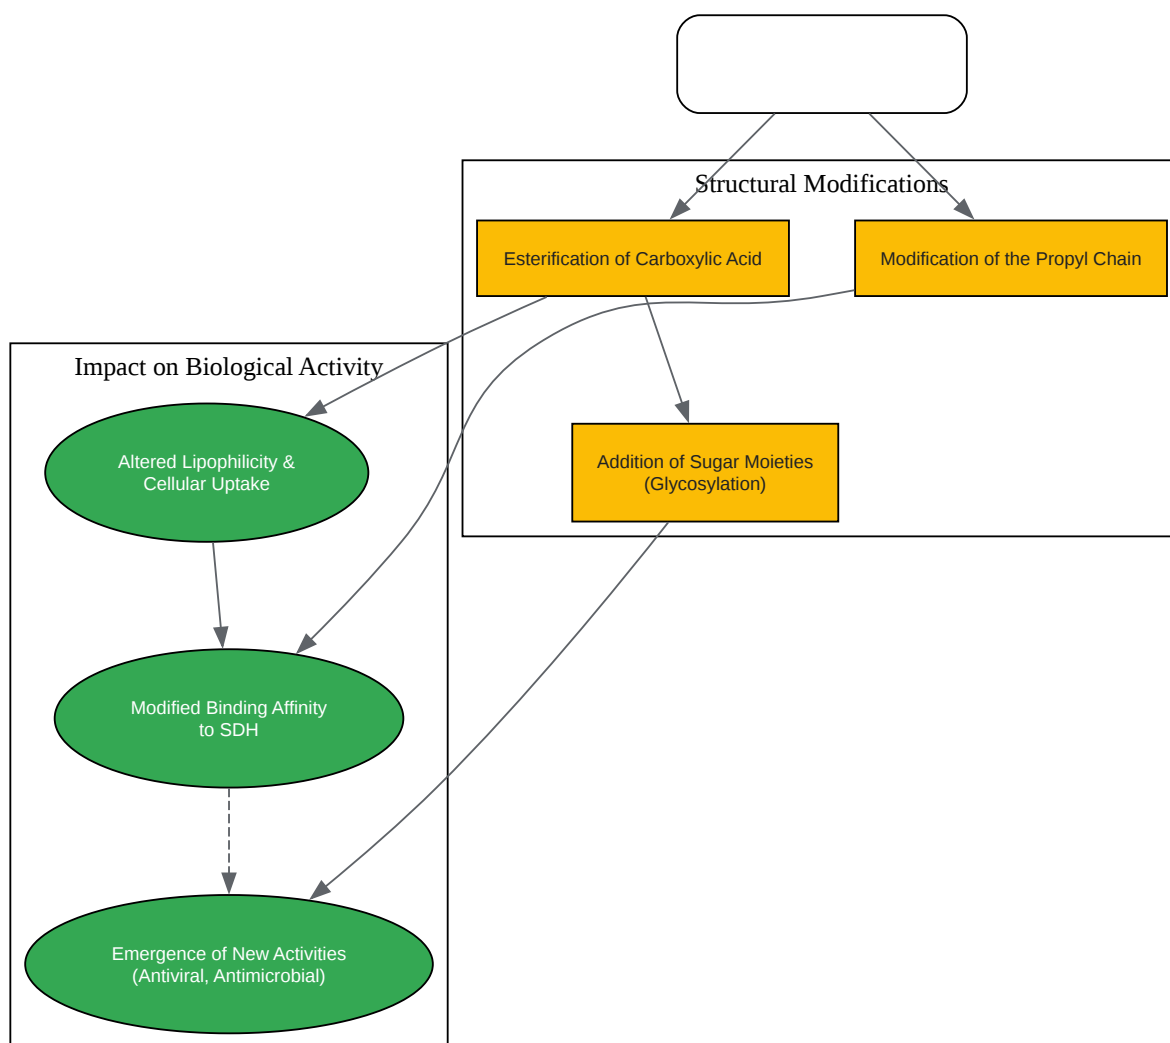 Structural Modifications
Esterification of Carboxylic Acid
Modification of the Propyl Chain
Impact on Biological Activity
Altered Lipophilicity &
Cellular Uptake
Addition of Sugar Moieties
(Glycosylation)
Modified Binding Affinity
to SDH
Emergence of New Activities
(Antiviral, Antimicrobial)